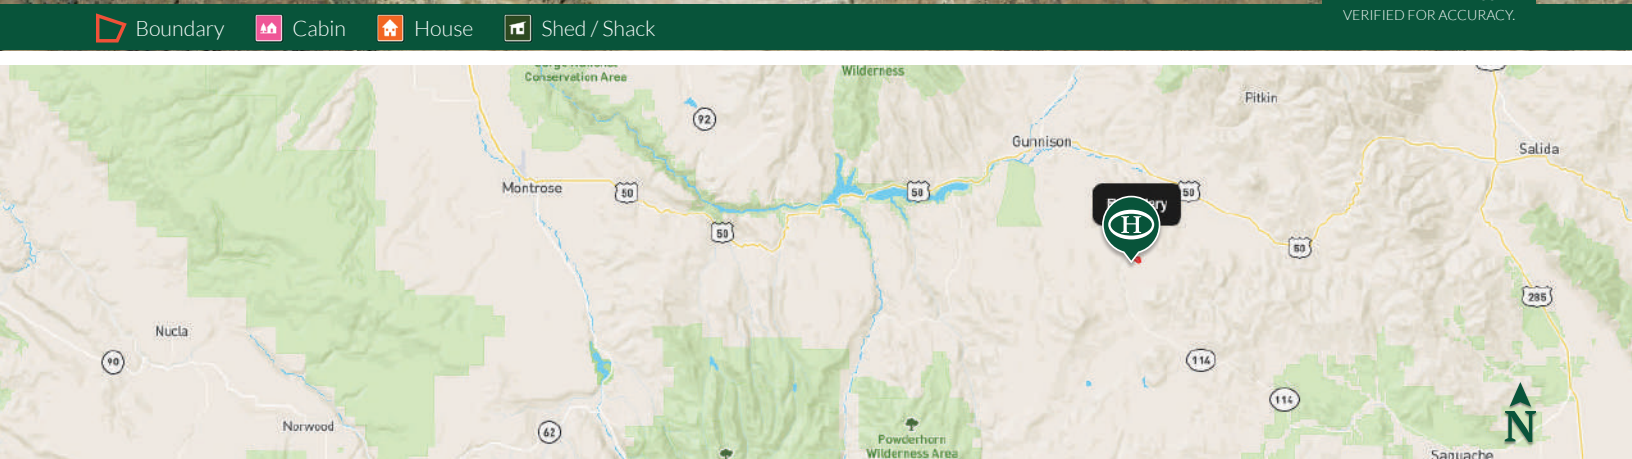 VERIFIED FOR ACCURACY.
Boundary
Cabin
House
Shed / Shack
Conservation Area
Wilderness
Pitkin
92
Gunnison
Salida
Montrose
50
50
50
H
50
50
285
Nucla
90
114
114
Norwood
62
Powderhorn
Wilderness Area
N
Saguache